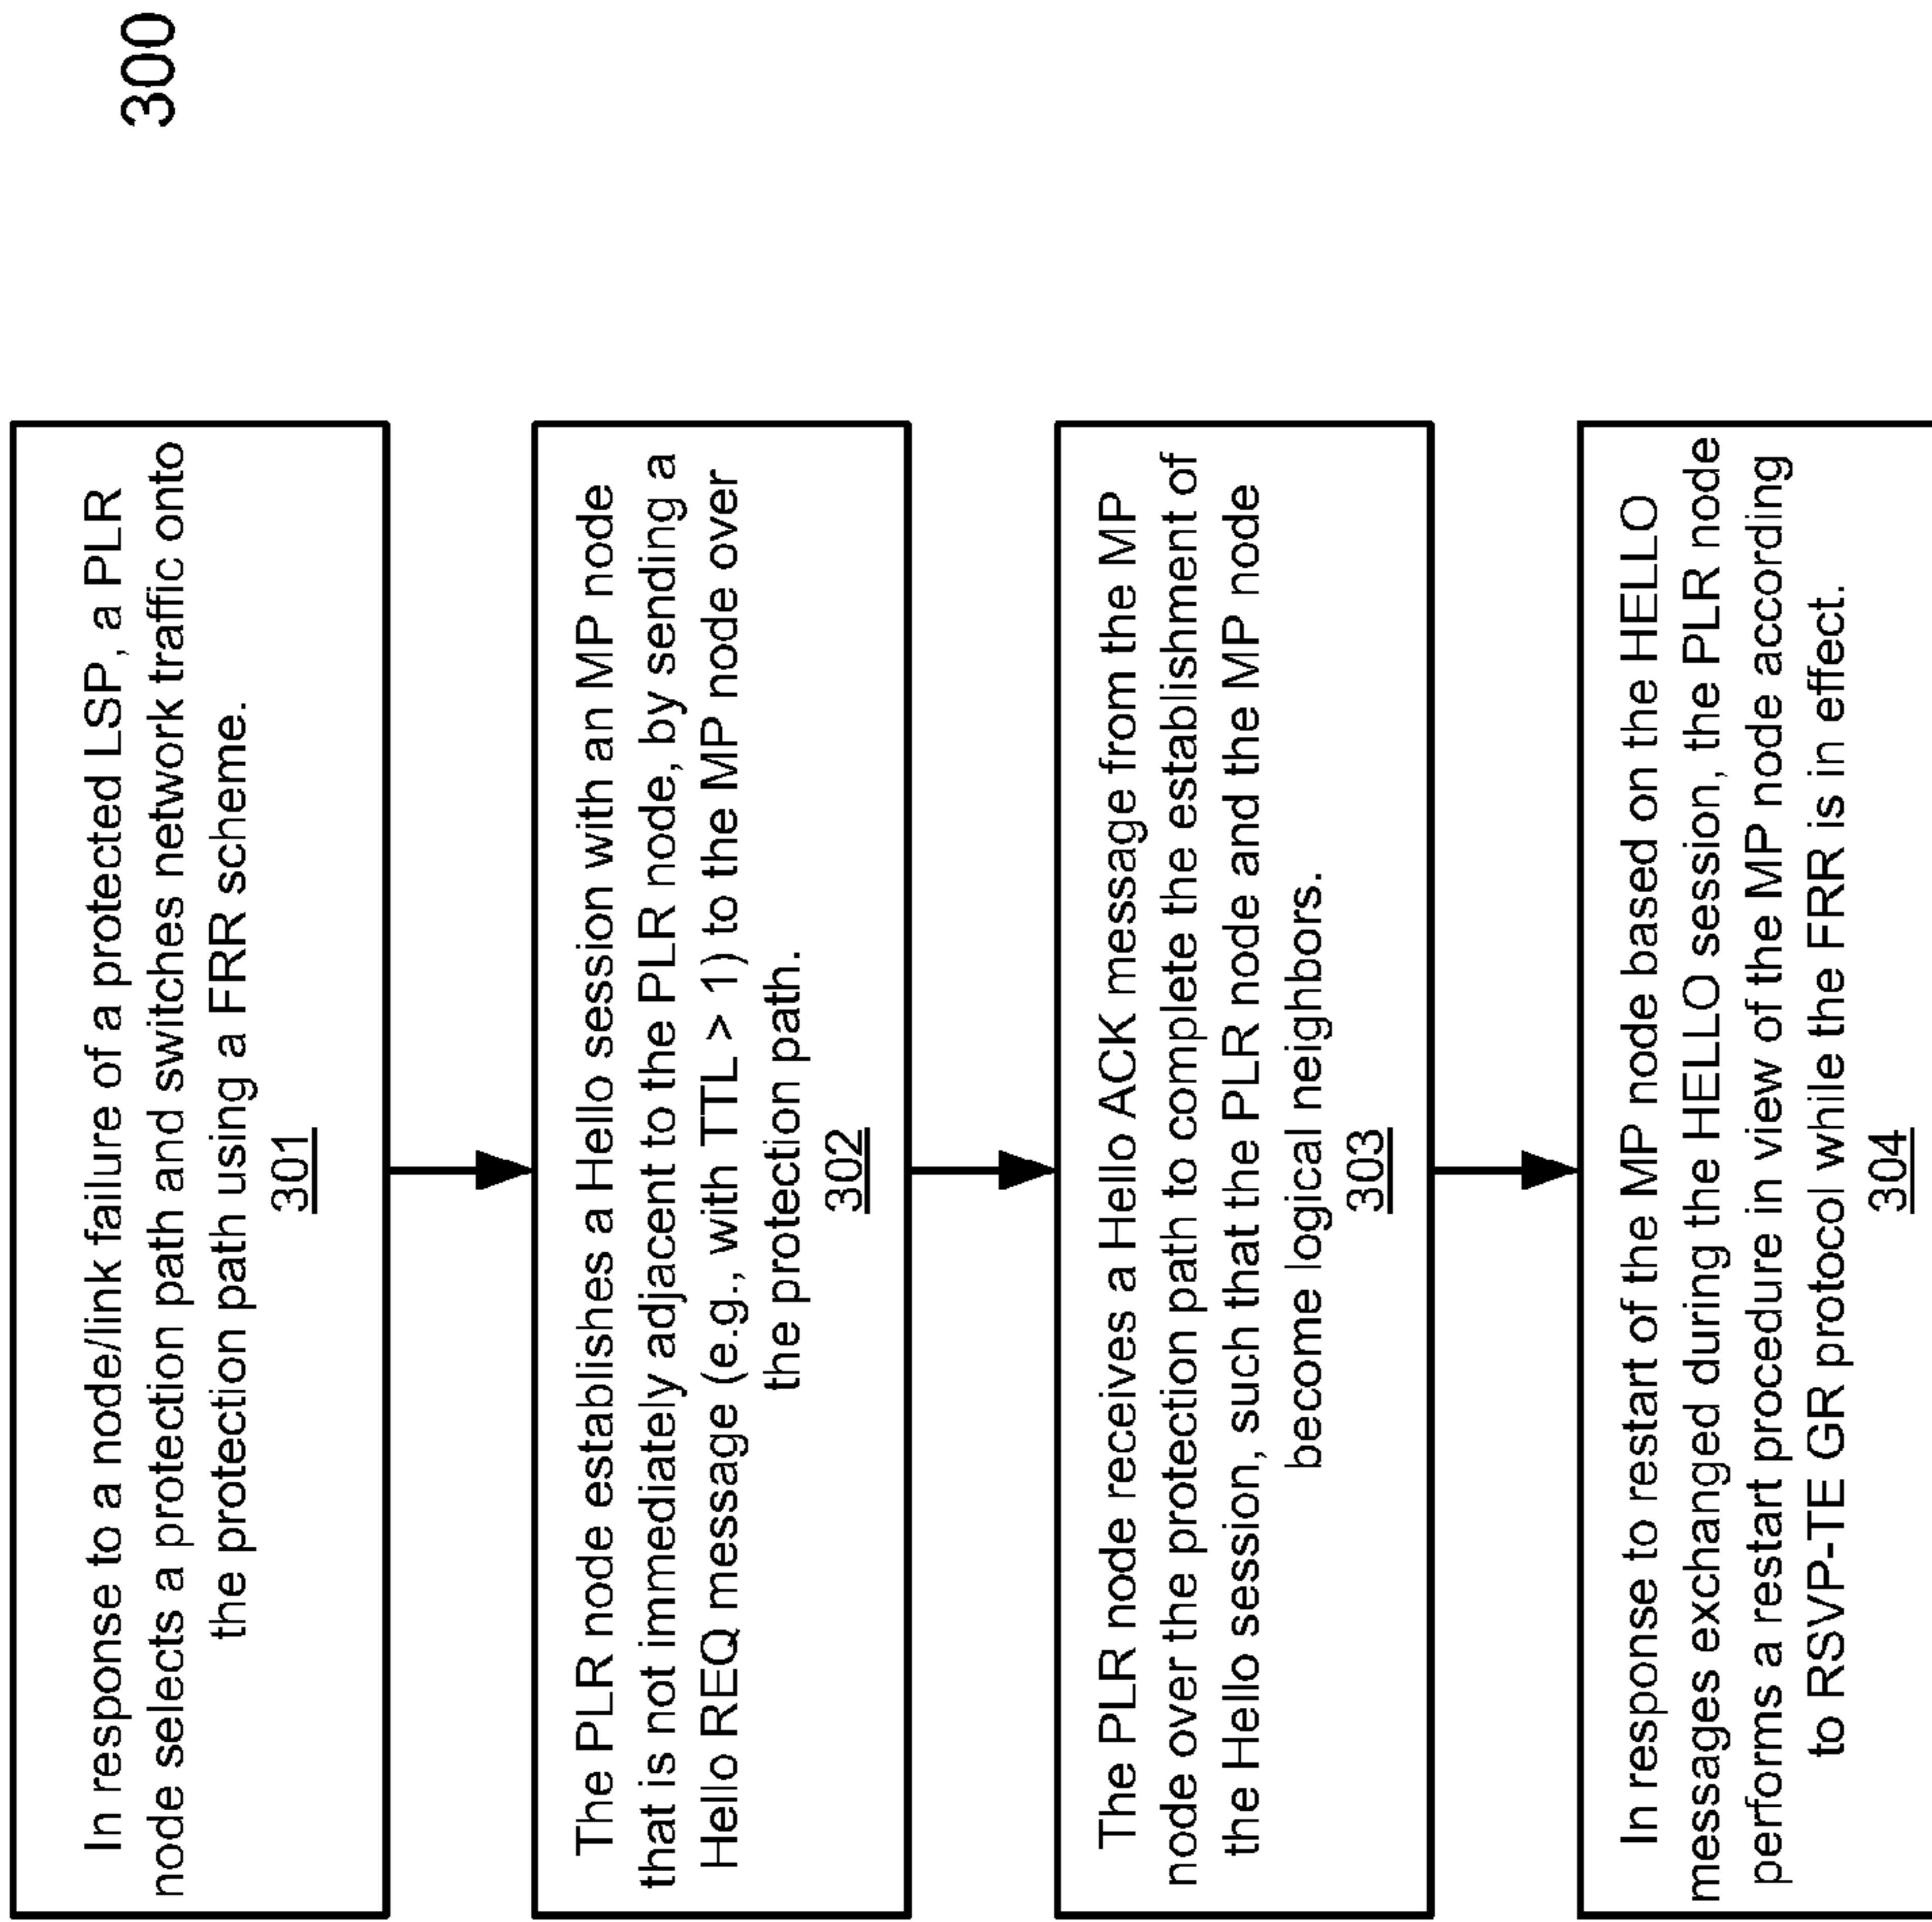 300
In response to a node/link failure of a protected LSP, a PLR
node selects a protection path and switches network traffic onto
the protection path using a FRR scheme.
301
The PLR node establishes a Hello session with an MP node
that is not immediately adjacent to the PLR node, by sending a
Hello REQ message (e.g., with TTL > 1) to the MP node over
the protection path.
302
The PLR node receives a Hello ACK message from the MP
node over the protection path to complete the establishment of
the Hello session, such that the PLR node and the MP node
become logical neighbors.
303
In response to restart of the MP node based on the HELLO
messages exchanged during the HELLO session, the PLR node
performs a restart procedure in view of the MP node according
to RSVP-TE GR protocol while the FRR is in effect.
304